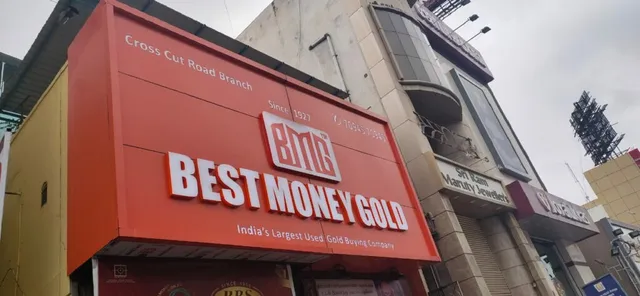 Cross Cut Road Branch
Since 1927
BMG
BEST MONEY GOLD
India's Largest Used Gold Buying Company
Sri Ram
Maruty Jewellers